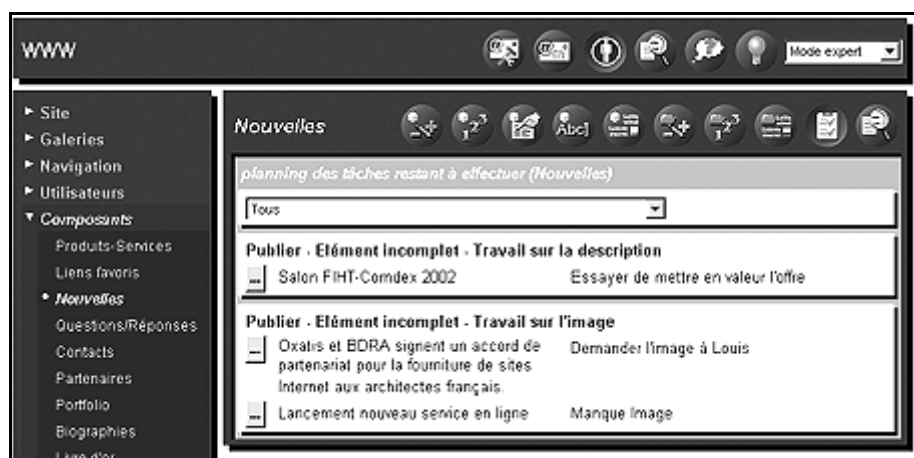 WWW
Mode expert
Site
Galeries
Navigation
Utilisateurs
Composants
Produits-Services
Liens favoris
Nouvelles
Questions/Réponses
Contacts
Partenaires
Portfolio
Biographies
Livre d'or
Nouvelles
Abc
planning des tâches restant à effectuer (Nouvelles)
Tous
Publier - Elément incomplet - Travail sur la description
... Salon FIHT-Comdex 2002 Essayer de mettre en valeur l'offre
Publier - Elément incomplet - Travail sur l'image
... Oxatis et BDRA signent un accord de Demander l'image à Louis
partenariat pour la fourniture de sites
Internet aux architectes français.
... Lancement nouveau service en ligne Manque Image